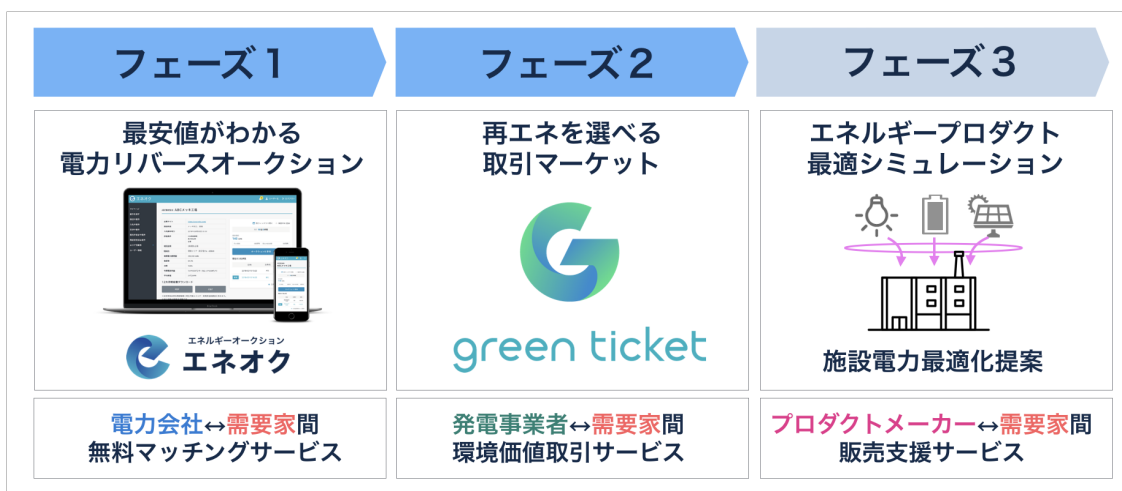 フェーズ１
フェーズ２
フェーズ３
最安値がわかる
電力リバースオークション
エネルギーオークション
エネオク
電力会社↔需要家間
無料マッチングサービス
再エネを選べる
取引マーケット
green ticket
発電事業者↔需要家間
環境価値取引サービス
エネルギープロダクト
最適シミュレーション
施設電力最適化提案
プロダクトメーカー↔需要家間
販売支援サービス